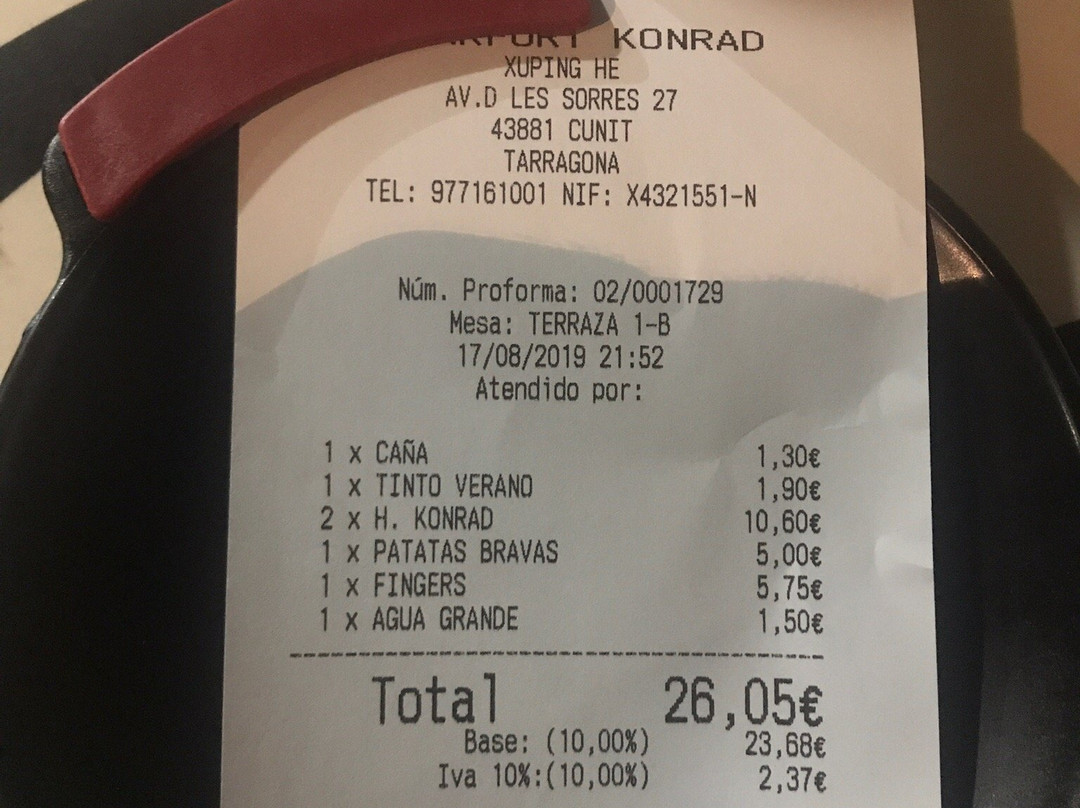 KONRAD
XUPING HE
AV.D LES SORRES 27
43881 CUNIT
TARRAGONA
TEL: 977161001 NIF: X4321551-N
Núm. Proforma: 02/0001729
Mesa: TERRAZA 1-B
17/08/2019 21:52
Atendido por:
1 x CAÑA 1,30€
1 x TINTO VERANO 1,90€
2 x H. KONRAD 10,60€
1 x PATATAS BRAVAS 5,00€
1 x FINGERS 5,75€
1 x AGUA GRANDE 1,50€
Total 26,05€
Base: (10,00%) 23,68€
Iva 10%:(10,00%) 2,37€